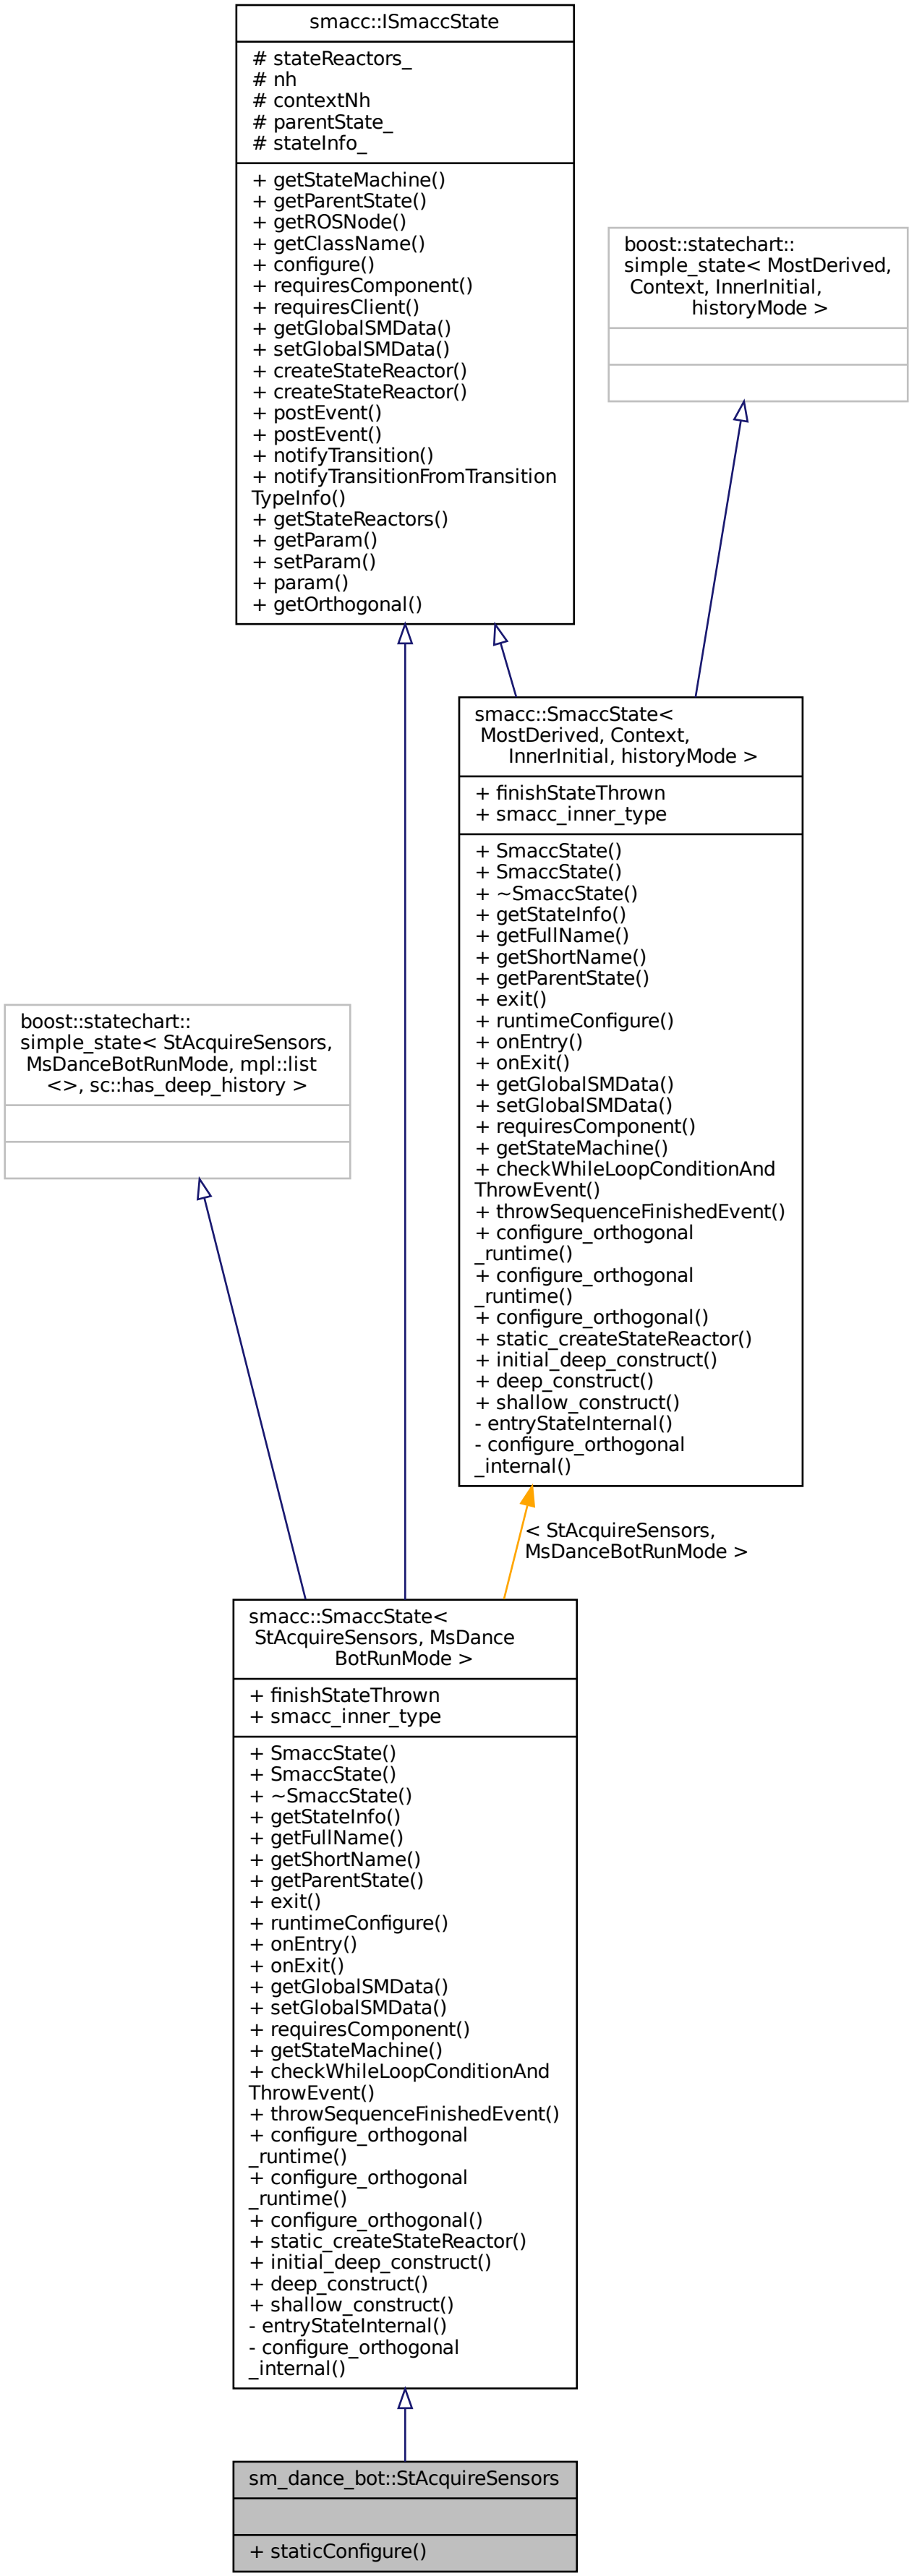 smacc::ISmaccState
# stateReactors_
# nh
# contextNh
# parentState_
# stateInfo_
+ getStateMachine()
+ getParentState()
+ getROSNode()
+ getClassName()
+ configure()
+ requiresComponent()
+ requiresClient()
+ getGlobalSMData()
+ setGlobalSMData()
+ createStateReactor()
+ createStateReactor()
+ postEvent()
+ postEvent()
+ notifyTransition()
+ notifyTransitionFromTransition
TypeInfo()
+ getStateReactors()
+ getParam()
+ setParam()
+ param()
+ getOrthogonal()
boost::statechart::
simple_state< MostDerived,
Context, InnerInitial,
historyMode >
smacc::SmaccState<
MostDerived, Context,
InnerInitial, historyMode >
+ finishStateThrown
+ smacc_inner_type
+ SmaccState()
+ SmaccState()
+ ~SmaccState()
+ getStateInfo()
+ getFullName()
+ getShortName()
+ getParentState()
+ exit()
+ runtimeConfigure()
+ onEntry()
+ onExit()
+ getGlobalSMData()
+ setGlobalSMData()
+ requiresComponent()
+ getStateMachine()
+ checkWhileLoopConditionAnd
ThrowEvent()
+ throwSequenceFinishedEvent()
+ configure_orthogonal
_runtime()
+ configure_orthogonal
_runtime()
+ configure_orthogonal()
+ static_createStateReactor()
+ initial_deep_construct()
+ deep_construct()
+ shallow_construct()
- entryStateInternal()
- configure_orthogonal
_internal()
boost::statechart::
simple_state< StAcquireSensors,
MsDanceBotRunMode, mpl::list
<>, sc::has_deep_history >
< StAcquireSensors,
MsDanceBotRunMode >
smacc::SmaccState<
StAcquireSensors, MsDance
BotRunMode >
+ finishStateThrown
+ smacc_inner_type
+ SmaccState()
+ SmaccState()
+ ~SmaccState()
+ getStateInfo()
+ getFullName()
+ getShortName()
+ getParentState()
+ exit()
+ runtimeConfigure()
+ onEntry()
+ onExit()
+ getGlobalSMData()
+ setGlobalSMData()
+ requiresComponent()
+ getStateMachine()
+ checkWhileLoopConditionAnd
ThrowEvent()
+ throwSequenceFinishedEvent()
+ configure_orthogonal
_runtime()
+ configure_orthogonal
_runtime()
+ configure_orthogonal()
+ static_createStateReactor()
+ initial_deep_construct()
+ deep_construct()
+ shallow_construct()
- entryStateInternal()
- configure_orthogonal
_internal()
sm_dance_bot::StAcquireSensors
+ staticConfigure()